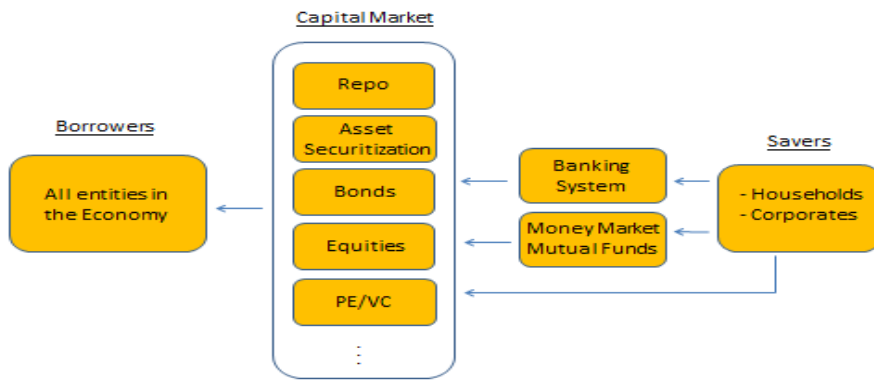 Capital Market
Repo
Asset
Securitization
Bonds
Equities
PE/VC
⋮
Borrowers
All entities in
the Economy
Banking
System
Money Market
Mutual Funds
Savers
- Households
- Corporates